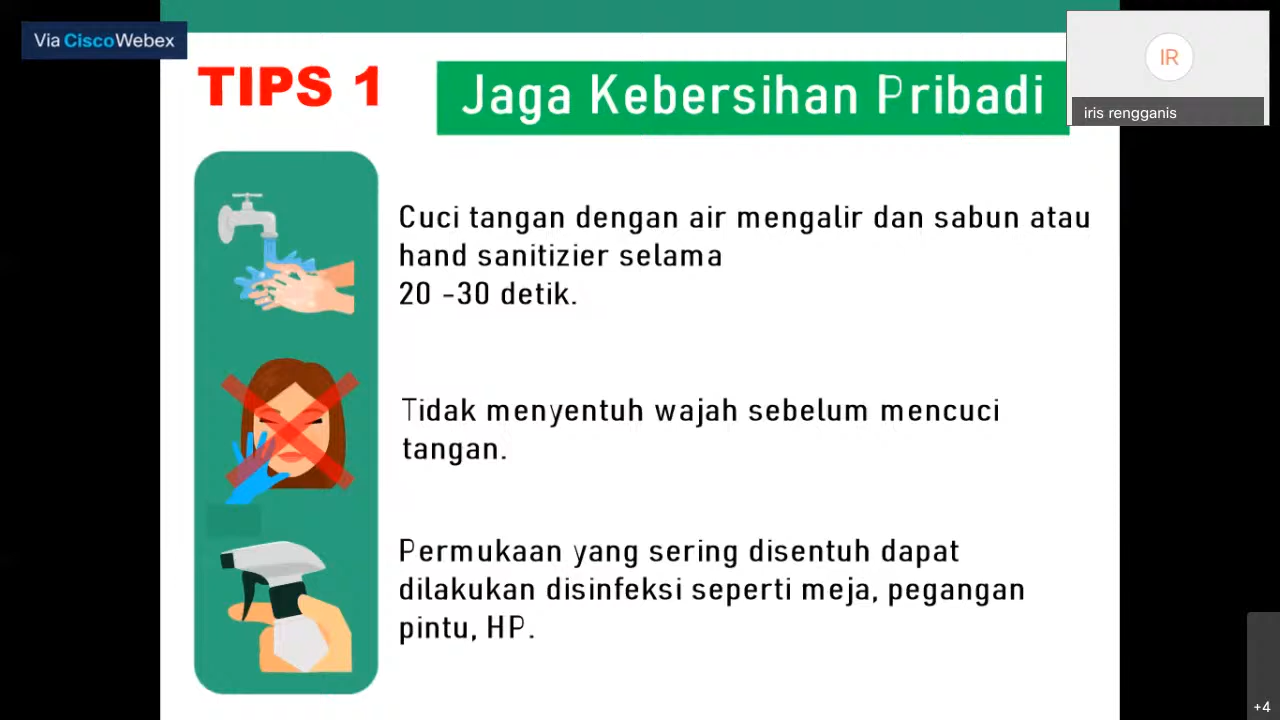 Via Cisco Webex
TIPS 1
Jaga Kebersihan Pribadi
IR
iris rengganis
Cuci tangan dengan air mengalir dan sabun atau
hand sanitizier selama
20 -30 detik.
Tidak menyentuh wajah sebelum mencuci
tangan.
Permukaan yang sering disentuh dapat
dilakukan disinfeksi seperti meja, pegangan
pintu, HP.
+4